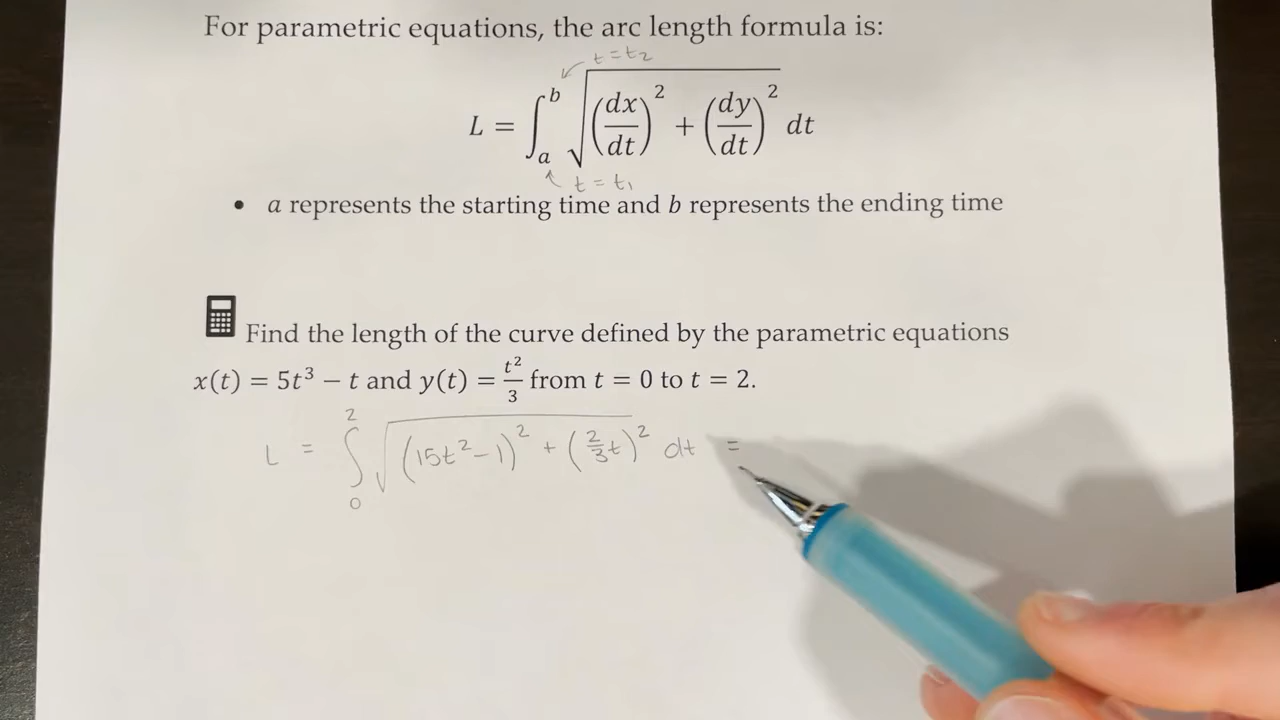 For parametric equations, the arc length formula is:
t = t₂
L = ∫ₐᵇ √((dx/dt)² + (dy/dt)²) dt
t = t₁
• a represents the starting time and b represents the ending time
Find the length of the curve defined by the parametric equations
x(t) = 5t³ − t and y(t) = t²/3 from t = 0 to t = 2.
L = ∫₀² √((15t²−1)² + (2/3 t)²) dt =